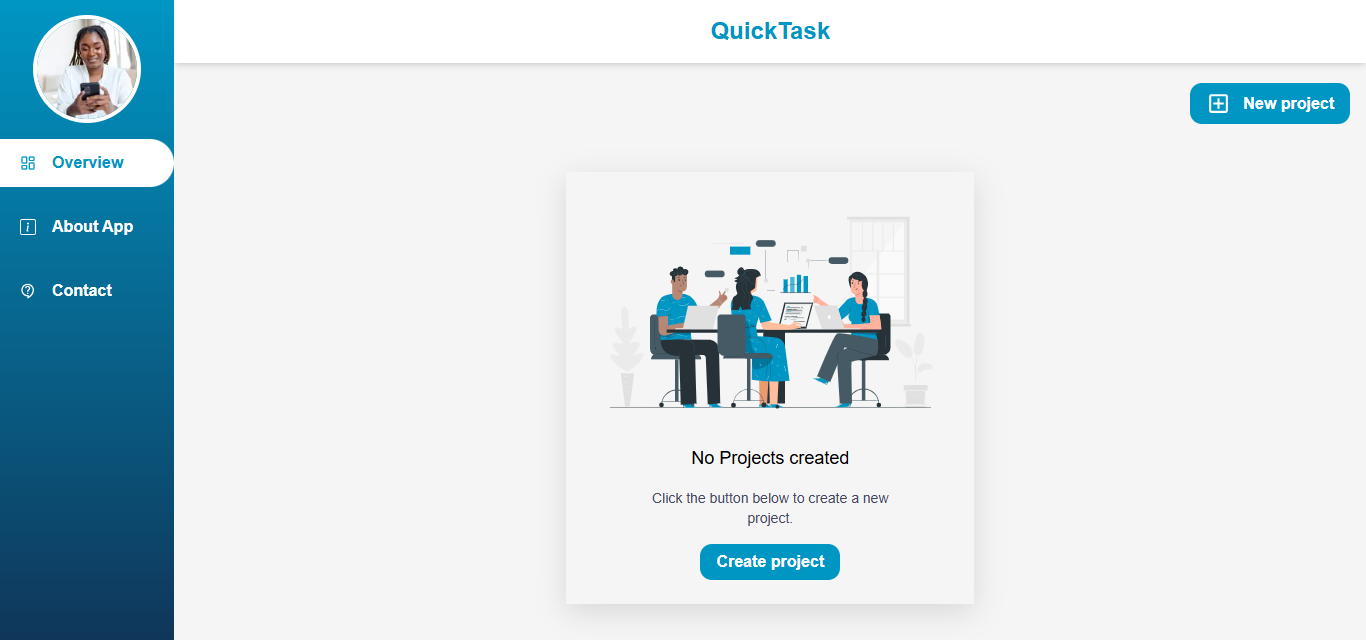 QuickTask
New project
Overview
About App
Contact
No Projects created
Click the button below to create a new
project.
Create project